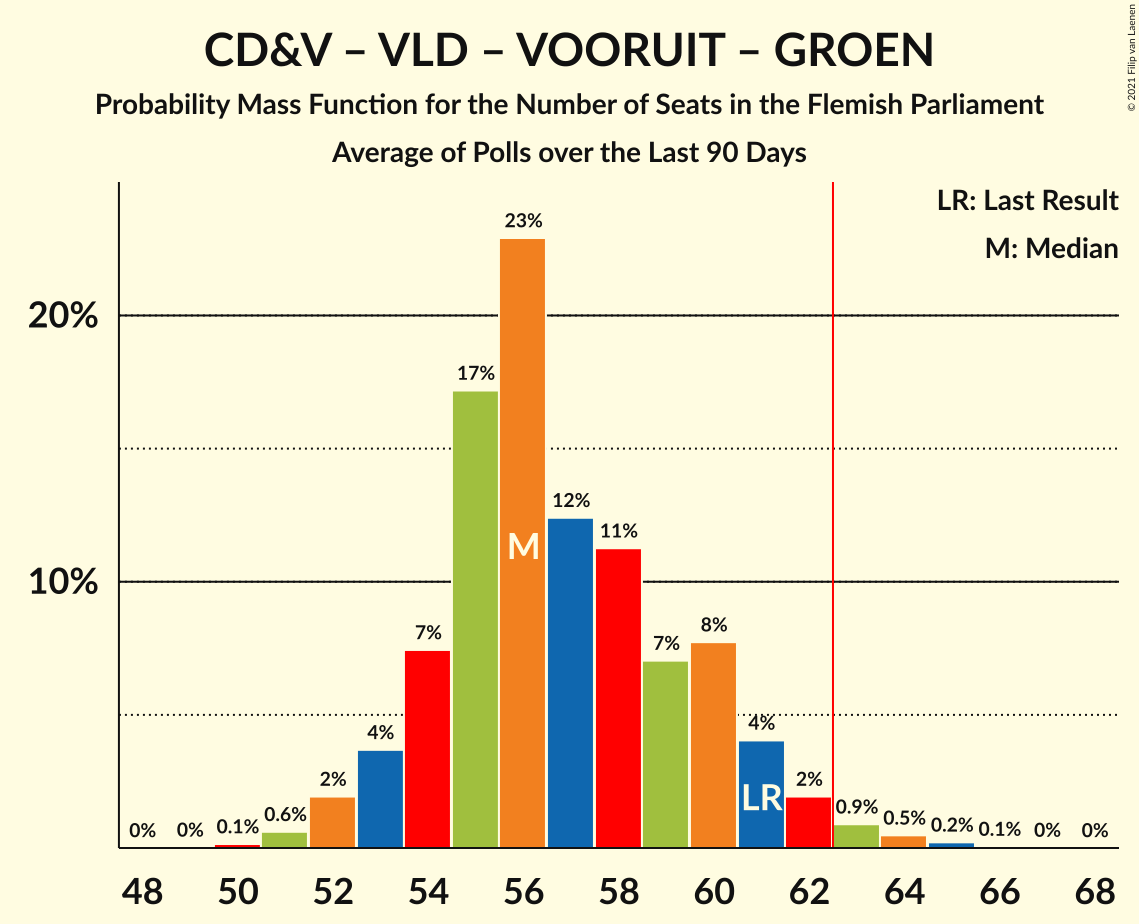 CD&V – VLD – VOORUIT – GROEN
Probability Mass Function for the Number of Seats in the Flemish Parliament
Average of Polls over the Last 90 Days
© 2021 Filip van Laenen
LR: Last Result
M: Median
20%
10%
0%
0%
0.1%
0.6%
2%
4%
7%
17%
23%
12%
11%
7%
8%
4%
2%
0.9%
0.5%
0.2%
0.1%
0%
0%
M
LR
48 50 52 54 56 58 60 62 64 66 68